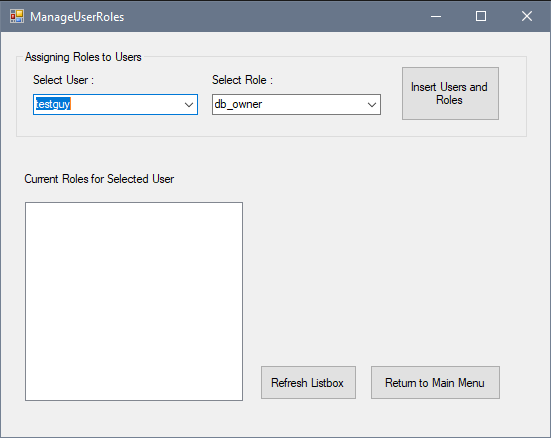 ManageUserRoles
Assigning Roles to Users
Select User :
Select Role :
testguy
db_owner
Insert Users and
Roles
Current Roles for Selected User
Refresh Listbox
Return to Main Menu